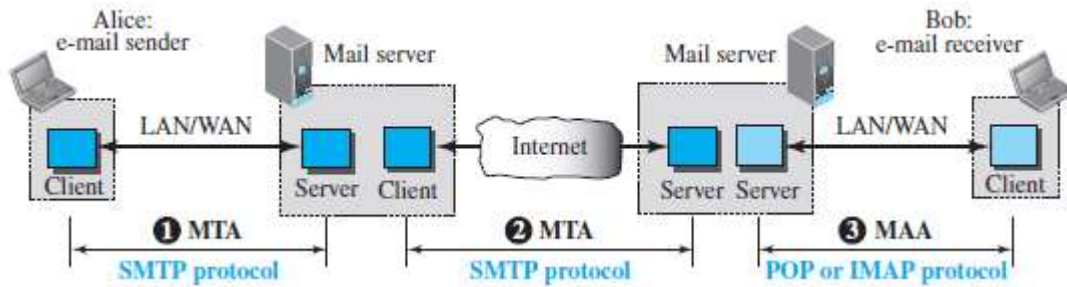 Alice:
e-mail sender
Mail server
Mail server
Bob:
e-mail receiver
LAN/WAN
Internet
LAN/WAN
Client
Server
Client
Server
Server
Client
1 MTA
2 MTA
3 MAA
SMTP protocol
SMTP protocol
POP or IMAP protocol